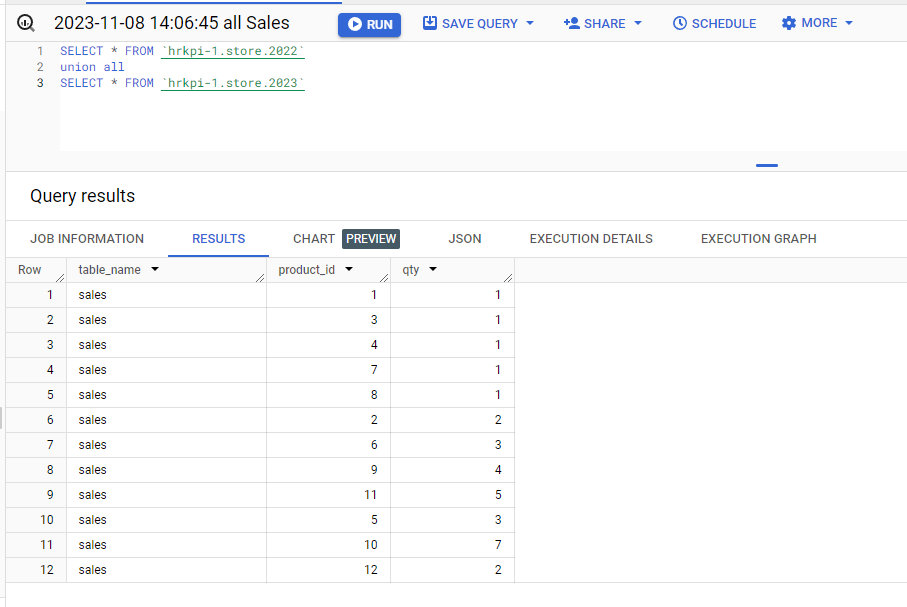 2023-11-08 14:06:45 all Sales RUN SAVE QUERY SHARE SCHEDULE MORE
1 SELECT * FROM `hrkpi-1.store.2022`
2 union all
3 SELECT * FROM `hrkpi-1.store.2023`
Query results
JOB INFORMATION RESULTS CHART PREVIEW JSON EXECUTION DETAILS EXECUTION GRAPH
Row table_name product_id qty
1 sales 1 1
2 sales 3 1
3 sales 4 1
4 sales 7 1
5 sales 8 1
6 sales 2 2
7 sales 6 3
8 sales 9 4
9 sales 11 5
10 sales 5 3
11 sales 10 7
12 sales 12 2